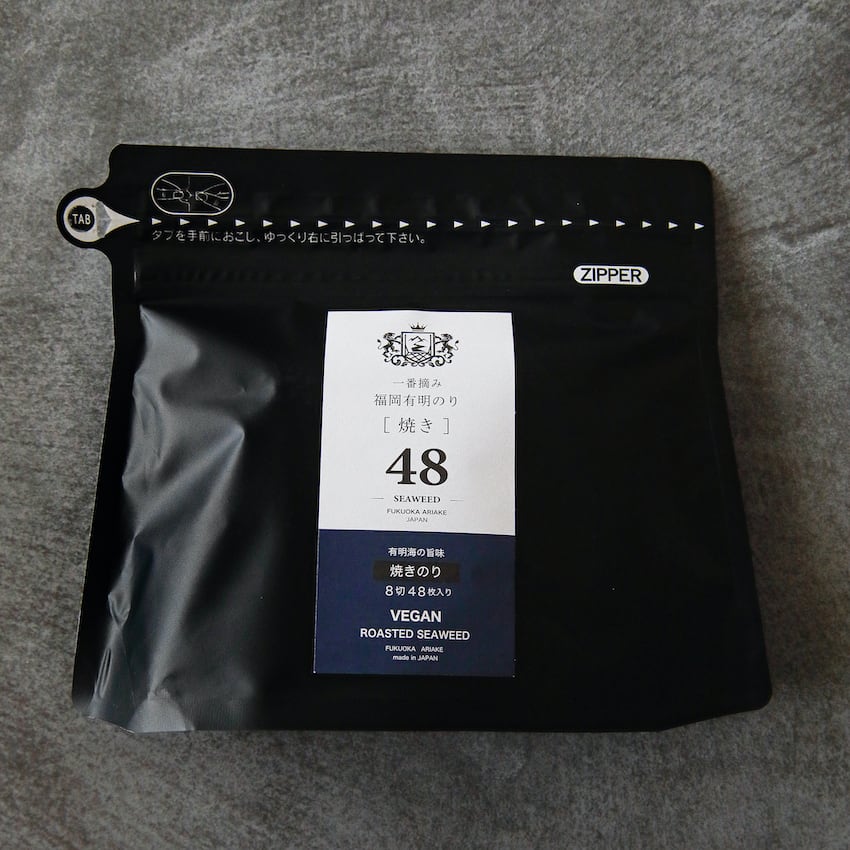 TAB
タブを手前におこし、ゆっくり右に引っぱって下さい。
ZIPPER
一番摘み
福岡有明のり
［焼き］
48
SEAWEED
FUKUOKA ARIAKE
JAPAN
有明海の旨味
焼きのり
8切48枚入り
VEGAN
ROASTED SEAWEED
FUKUOKA ARIAKE
made in JAPAN